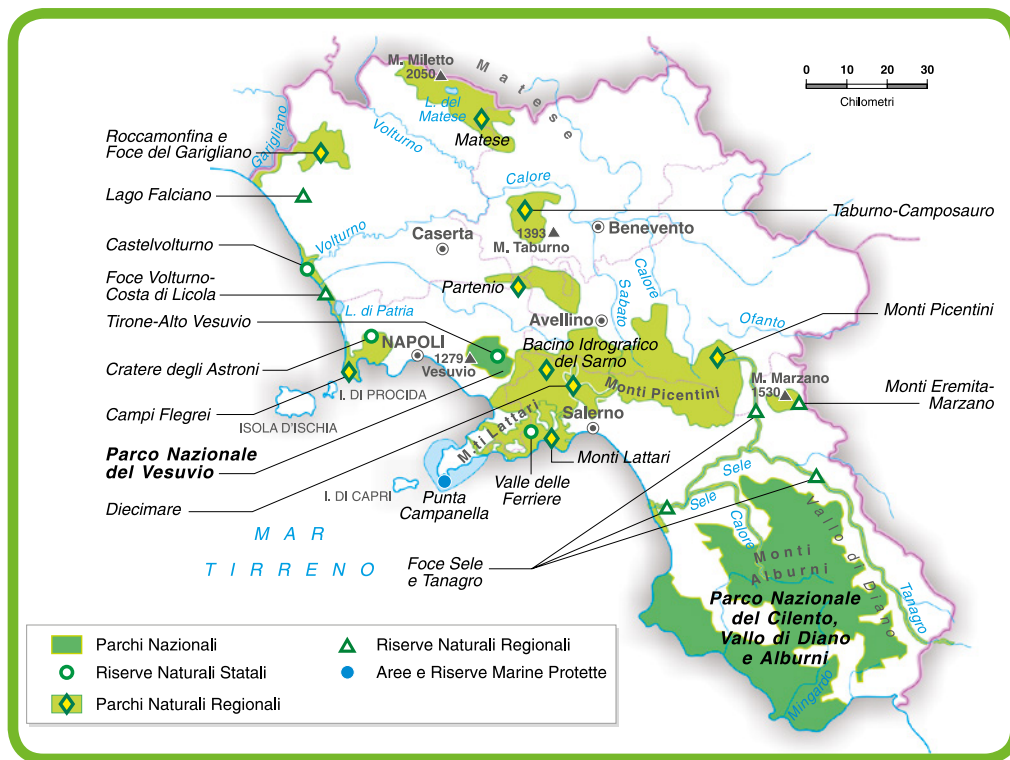 M. Miletto
2050
Matese
0 10 20 30
Chilometri
L. del
Matese
Matese
Roccamonfina e
Foce del Garigliano
Garigliano
Volturno
Lago Falciano
Calore
Taburno-Camposauro
Castelvolturno
Volturno
Caserta
1393
M. Taburno
Benevento
Foce Volturno-
Costa di Licola
Partenio
Sabato
Calore
L. di Patria
Tirone-Alto Vesuvio
Avellino
Ofanto
Monti Picentini
NAPOLI
Bacino Idrografico
del Sarno
Cratere degli Astroni
1279
Vesuvio
Monti Picentini
M. Marzano
1530
Monti Eremita-
Marzano
I. DI PROCIDA
Campi Flegrei
ISOLA D'ISCHIA
Salerno
M.ti Lattari
Parco Nazionale
del Vesuvio
Monti Lattari
Valle delle
Ferriere
I. DI CAPRI
Punta
Campanella
Diecimare
Sele
Sele
MAR
TIRRENO
Foce Sele
e Tanagro
Calore
Monti
Alburni
Vallo di Diano
Tanagro
Parco Nazionale
del Cilento,
Vallo di Diano
e Alburni
Mingardo
Parchi Nazionali
Riserve Naturali Statali
Parchi Naturali Regionali
Riserve Naturali Regionali
Aree e Riserve Marine Protette